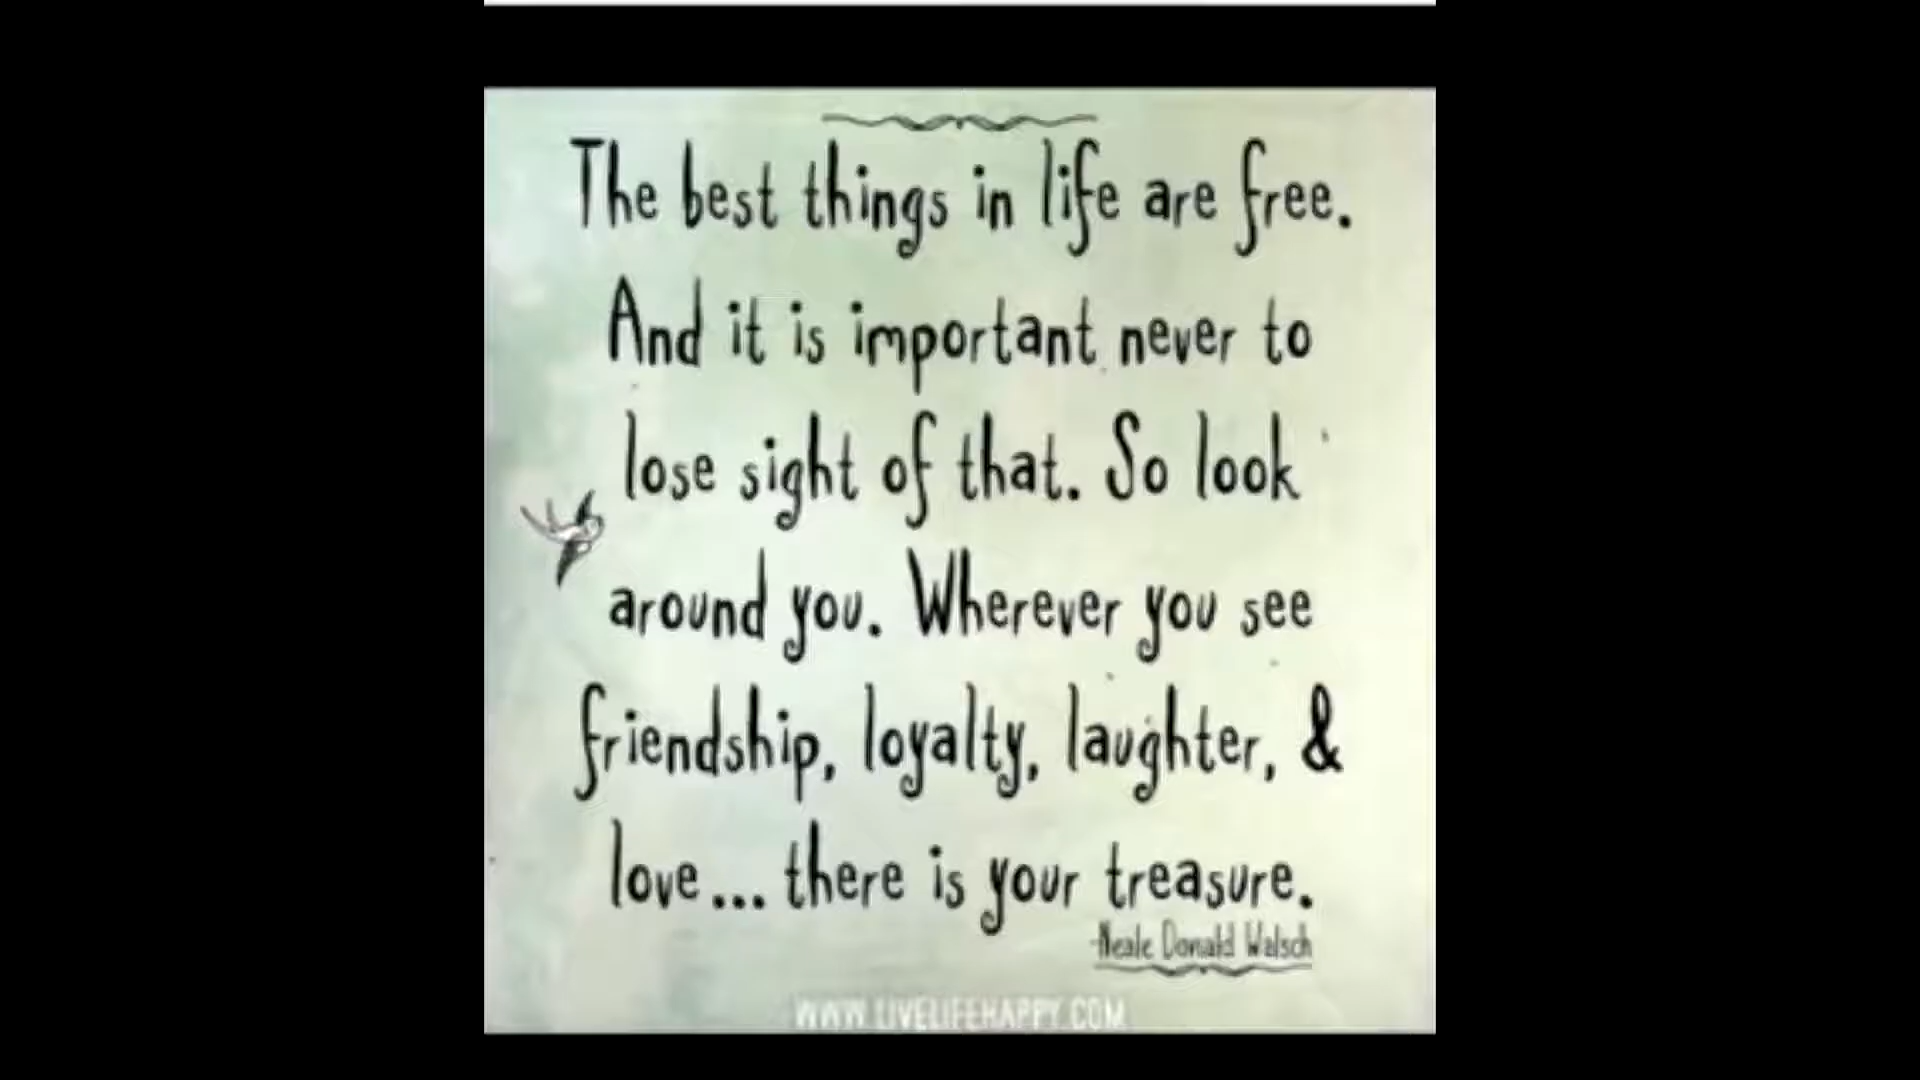 The best things in life are free.
And it is important never to
lose sight of that. So look
around you. Wherever you see
friendship, loyalty, laughter, &
love... there is your treasure.
-Neale Donald Walsch
WWW.LIVELIFEHAPPY.COM